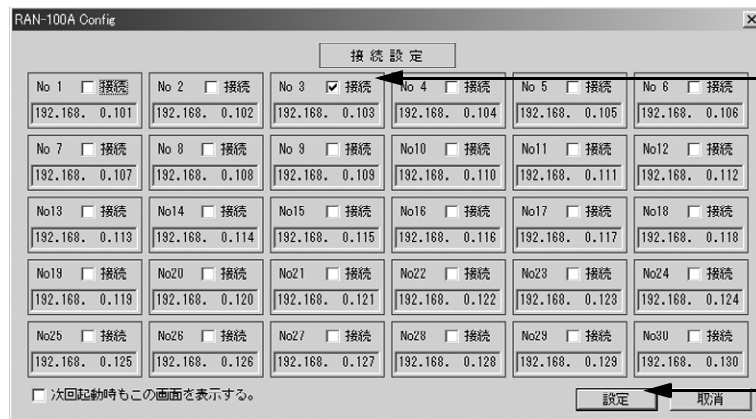 RAN-100A Config
接 続 設 定
No 1 接続 No 2 接続 No 3 接続 No 4 接続 No 5 接続 No 6 接続
192.168. 0.101 192.168. 0.102 192.168. 0.103 192.168. 0.104 192.168. 0.105 192.168. 0.106
No 7 接続 No 8 接続 No 9 接続 No10 接続 No11 接続 No12 接続
192.168. 0.107 192.168. 0.108 192.168. 0.109 192.168. 0.110 192.168. 0.111 192.168. 0.112
No13 接続 No14 接続 No15 接続 No16 接続 No17 接続 No18 接続
192.168. 0.113 192.168. 0.114 192.168. 0.115 192.168. 0.116 192.168. 0.117 192.168. 0.118
No19 接続 No20 接続 No21 接続 No22 接続 No23 接続 No24 接続
192.168. 0.119 192.168. 0.120 192.168. 0.121 192.168. 0.122 192.168. 0.123 192.168. 0.124
No25 接続 No26 接続 No27 接続 No28 接続 No29 接続 No30 接続
192.168. 0.125 192.168. 0.126 192.168. 0.127 192.168. 0.128 192.168. 0.129 192.168. 0.130
次回起動時もこの画面を表示する。 設定 取消